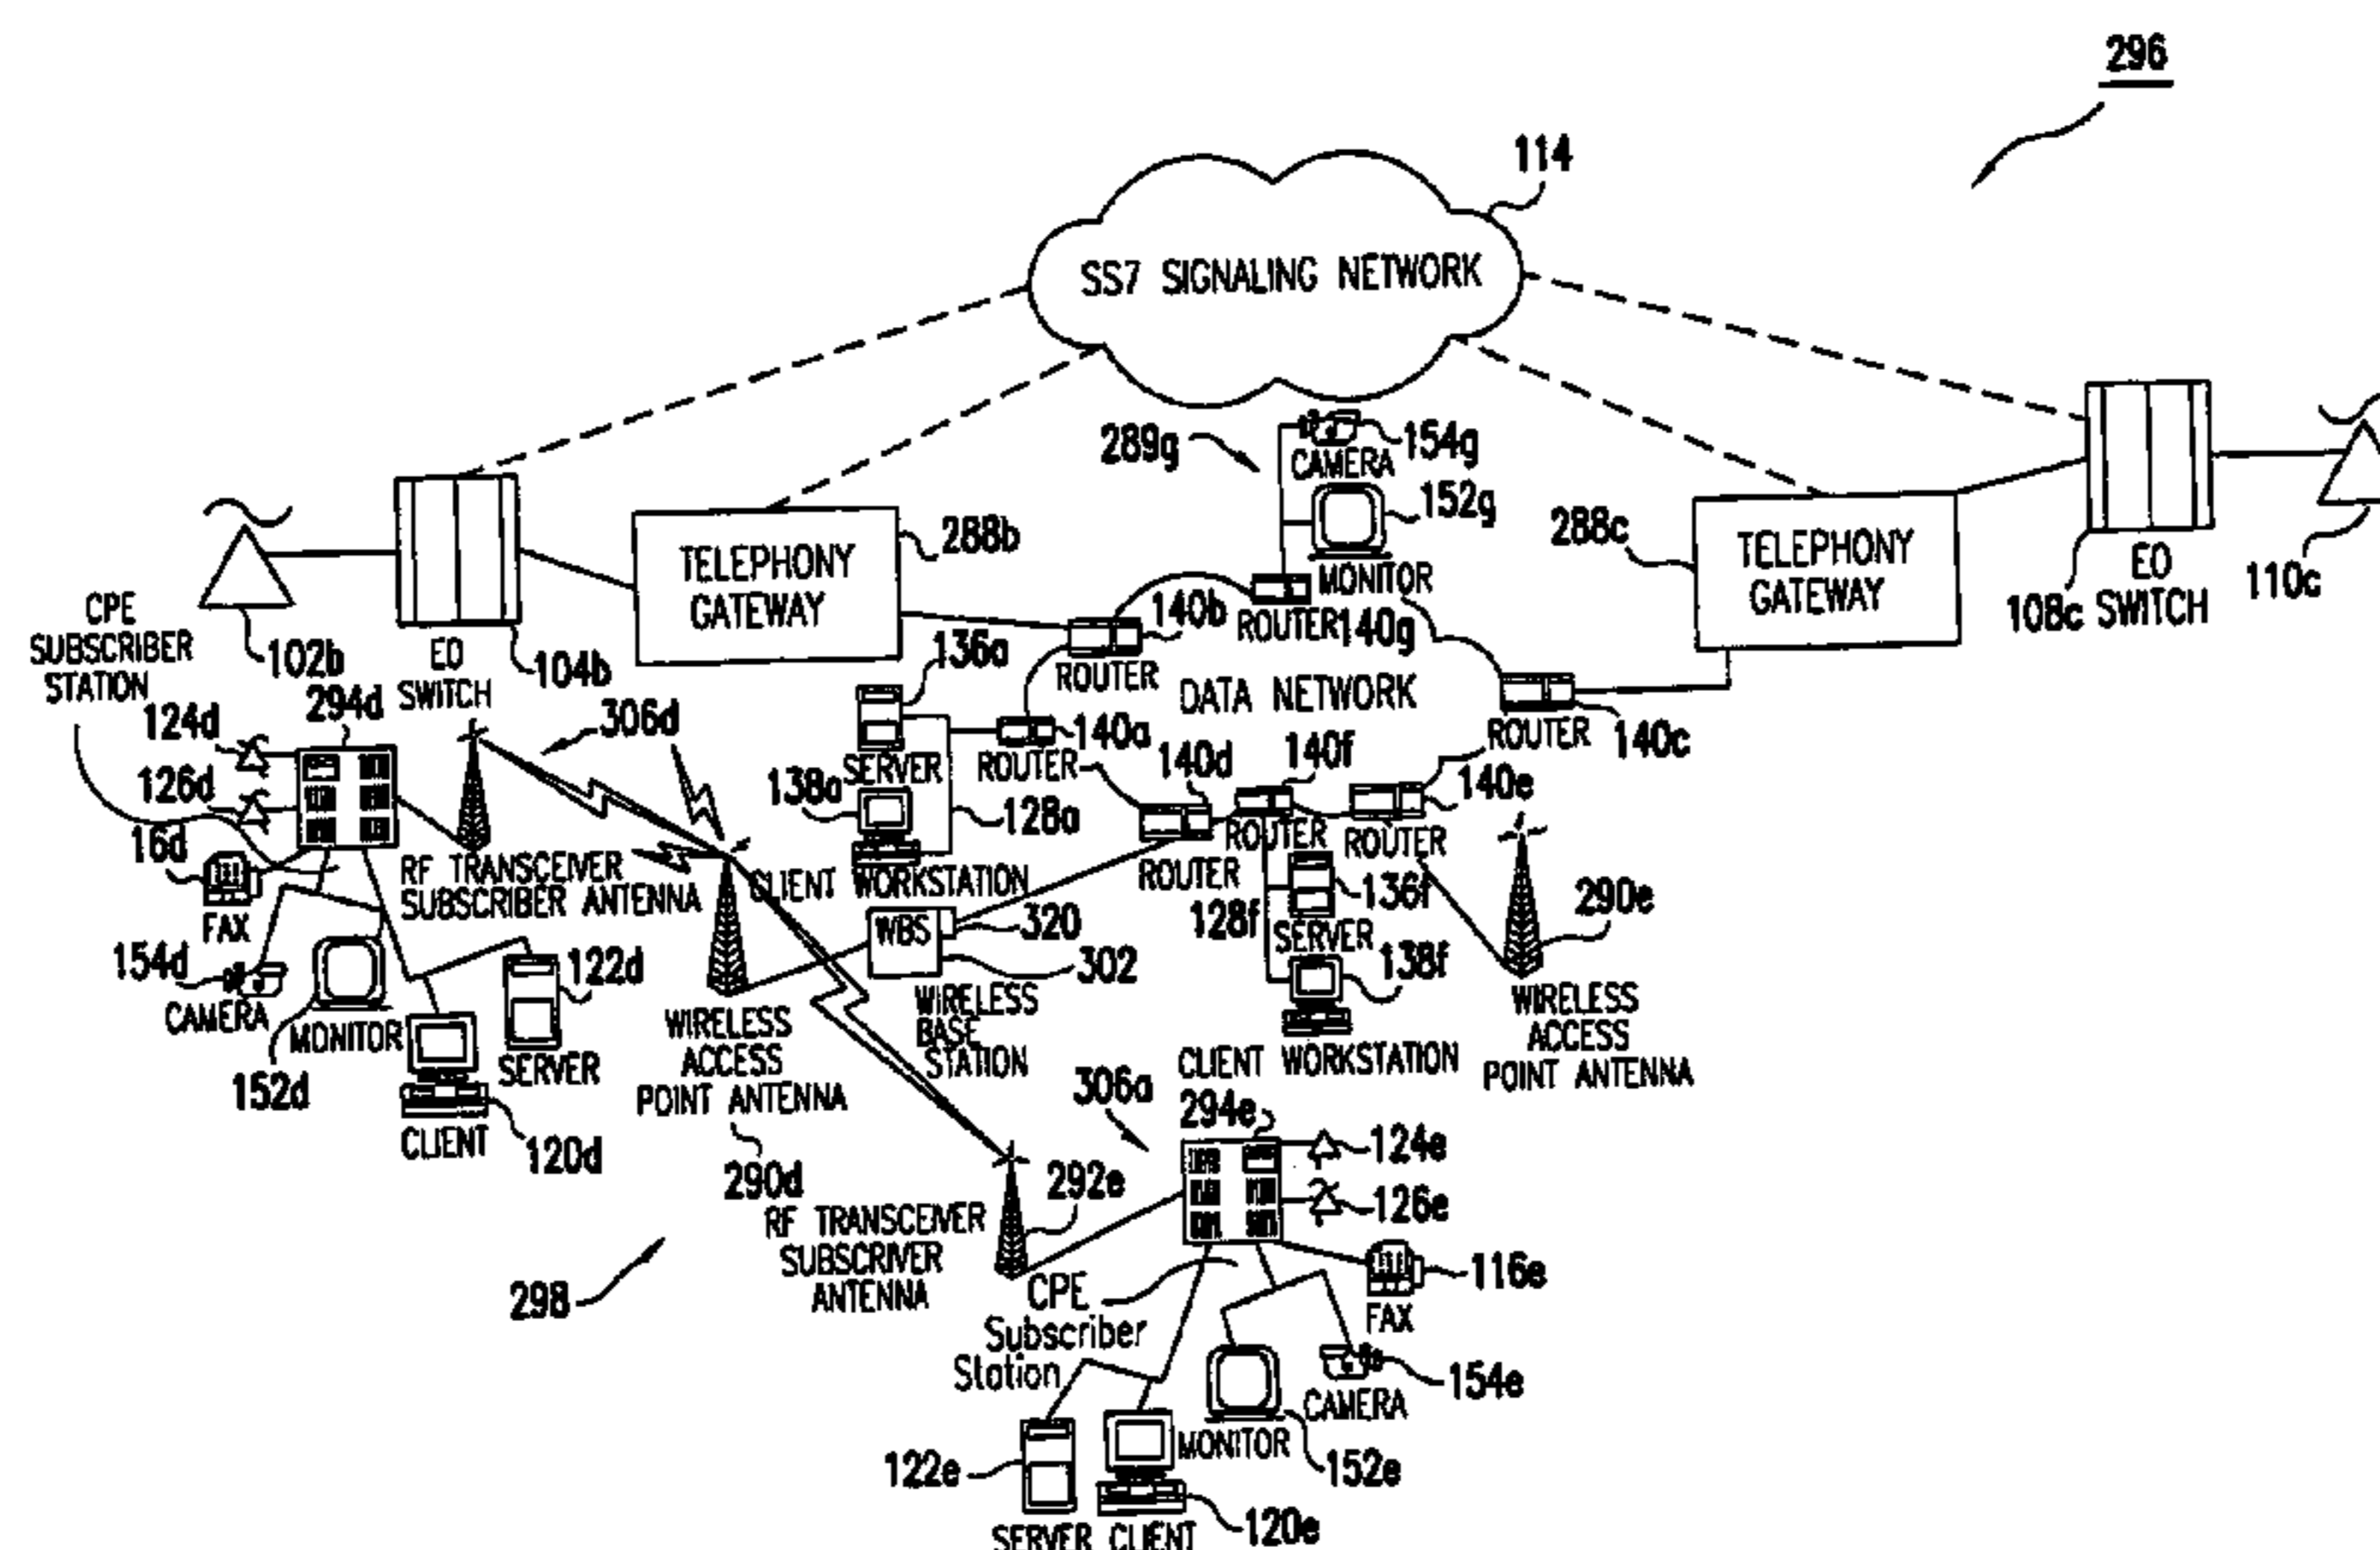 296
114
SS7 SIGNALING NETWORK
289g
154g
CAMERA
152g
MONITOR
288b
TELEPHONY
GATEWAY
288c
TELEPHONY
GATEWAY
EO
108c SWITCH
110c
CPE
SUBSCRIBER
STATION
102b
EO
SWITCH
104b
140b
ROUTER
ROUTER 140g
136a
DATA NETWORK
ROUTER
140c
294d
306d
124d
126d
16d
FAX
SERVER
140a
ROUTER
140d
140f
140e
138a
128a
ROUTER
ROUTER
ROUTER
RF TRANSCEIVER
SUBSCRIBER ANTENNA
CLIENT WORKSTATION
136f
128f
SERVER
290e
WBS
320
302
138f
154d
CAMERA
MONITOR
152d
122d
SERVER
CLIENT
120d
WIRELESS
ACCESS
POINT ANTENNA
290d
WIRELESS
BASE
STATION
CLIENT WORKSTATION
WIRELESS
ACCESS
POINT ANTENNA
306a
294e
124e
126e
292e
RF TRANSCEIVER
SUBSCRIVER
ANTENNA
298
CPE
Subscriber
Station
116e
FAX
154e
CAMERA
MONITOR
152e
122e
SERVER CLIENT
120e